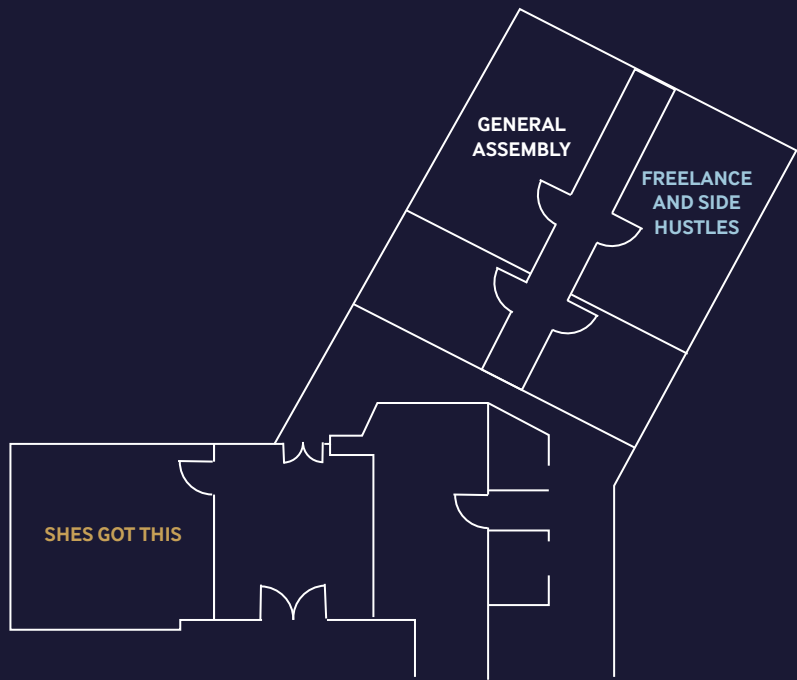 GENERAL
ASSEMBLY
FREELANCE
AND SIDE
HUSTLES
SHES GOT THIS